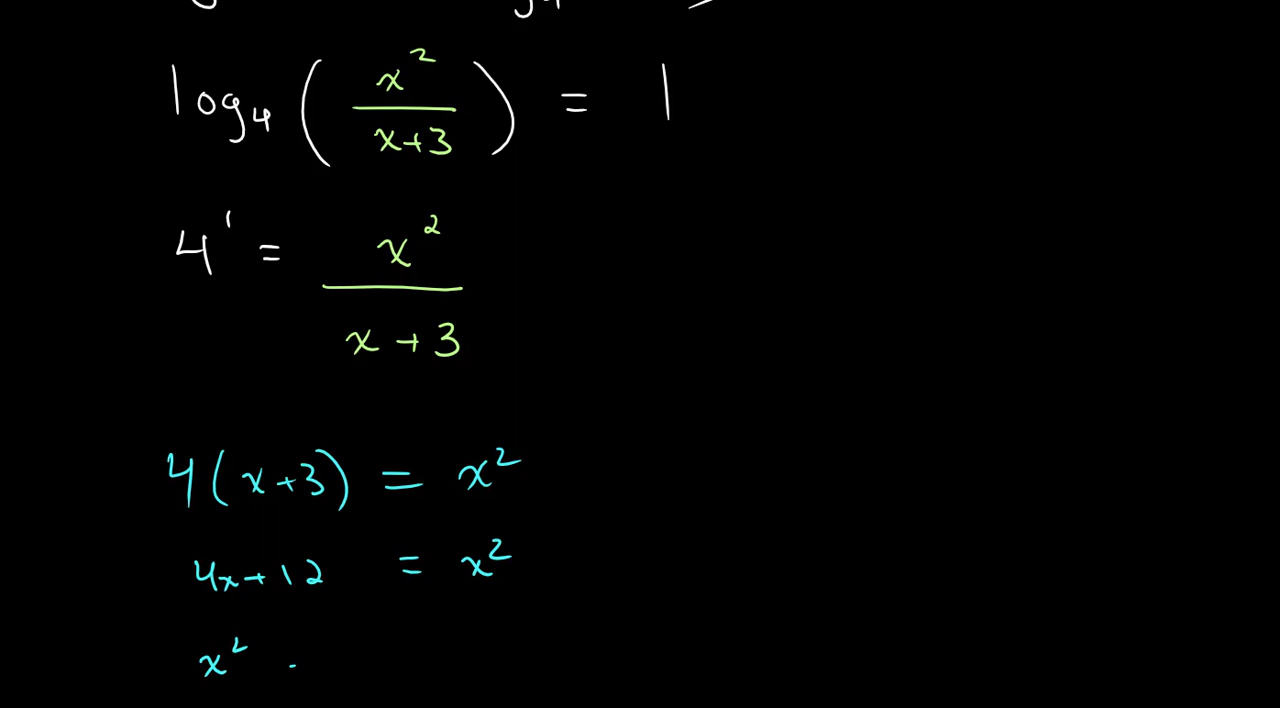 log₄(x²/(x+3)) = 1
4¹ = x²/(x+3)
4(x+3) = x²
4x+12 = x²
x² -